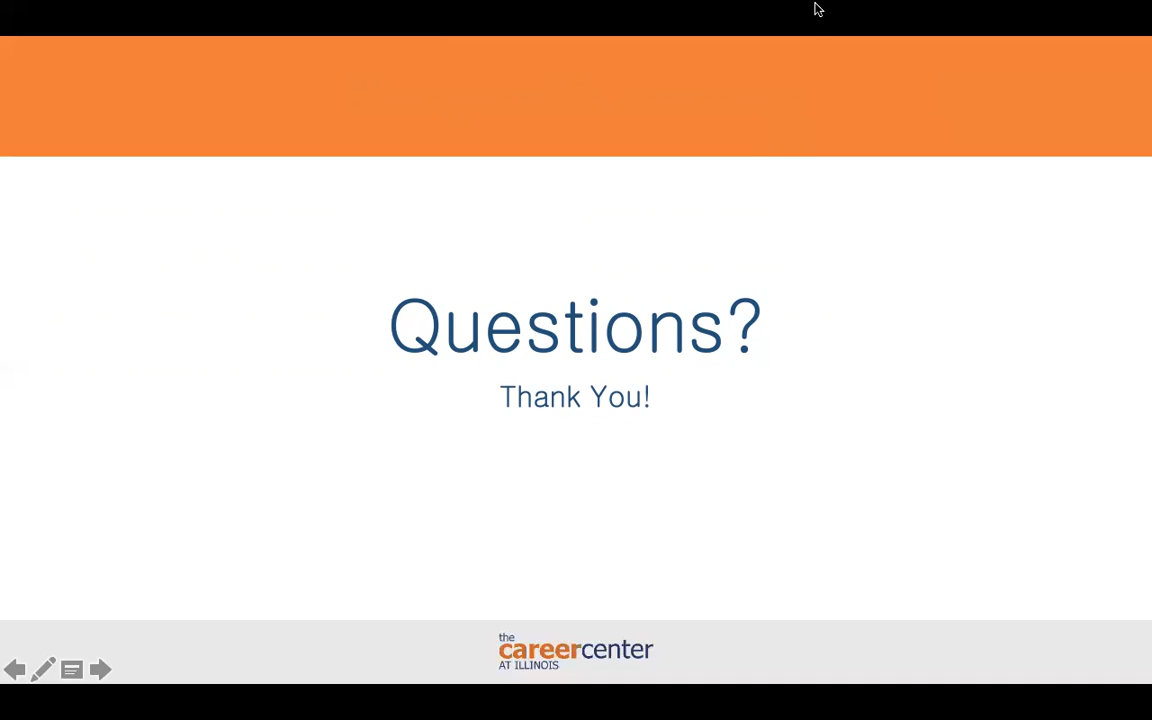 Questions?
Thank You!
the
careercenter
AT ILLINOIS